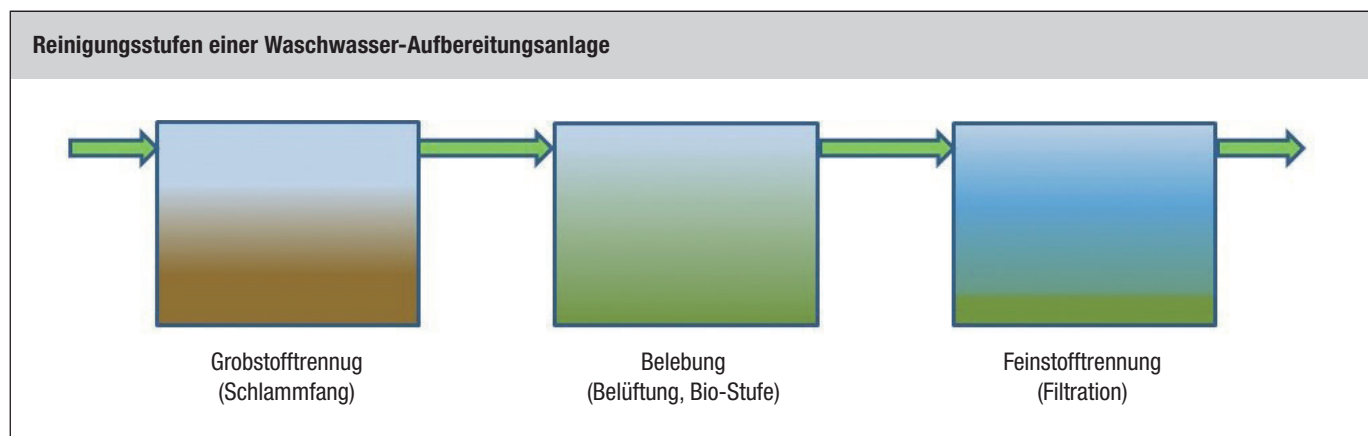 Reinigungsstufen einer Waschwasser-Aufbereitungsanlage
Grobstofftrennug
(Schlammfang)
Belebung
(Belüftung, Bio-Stufe)
Feinstofftrennung
(Filtration)